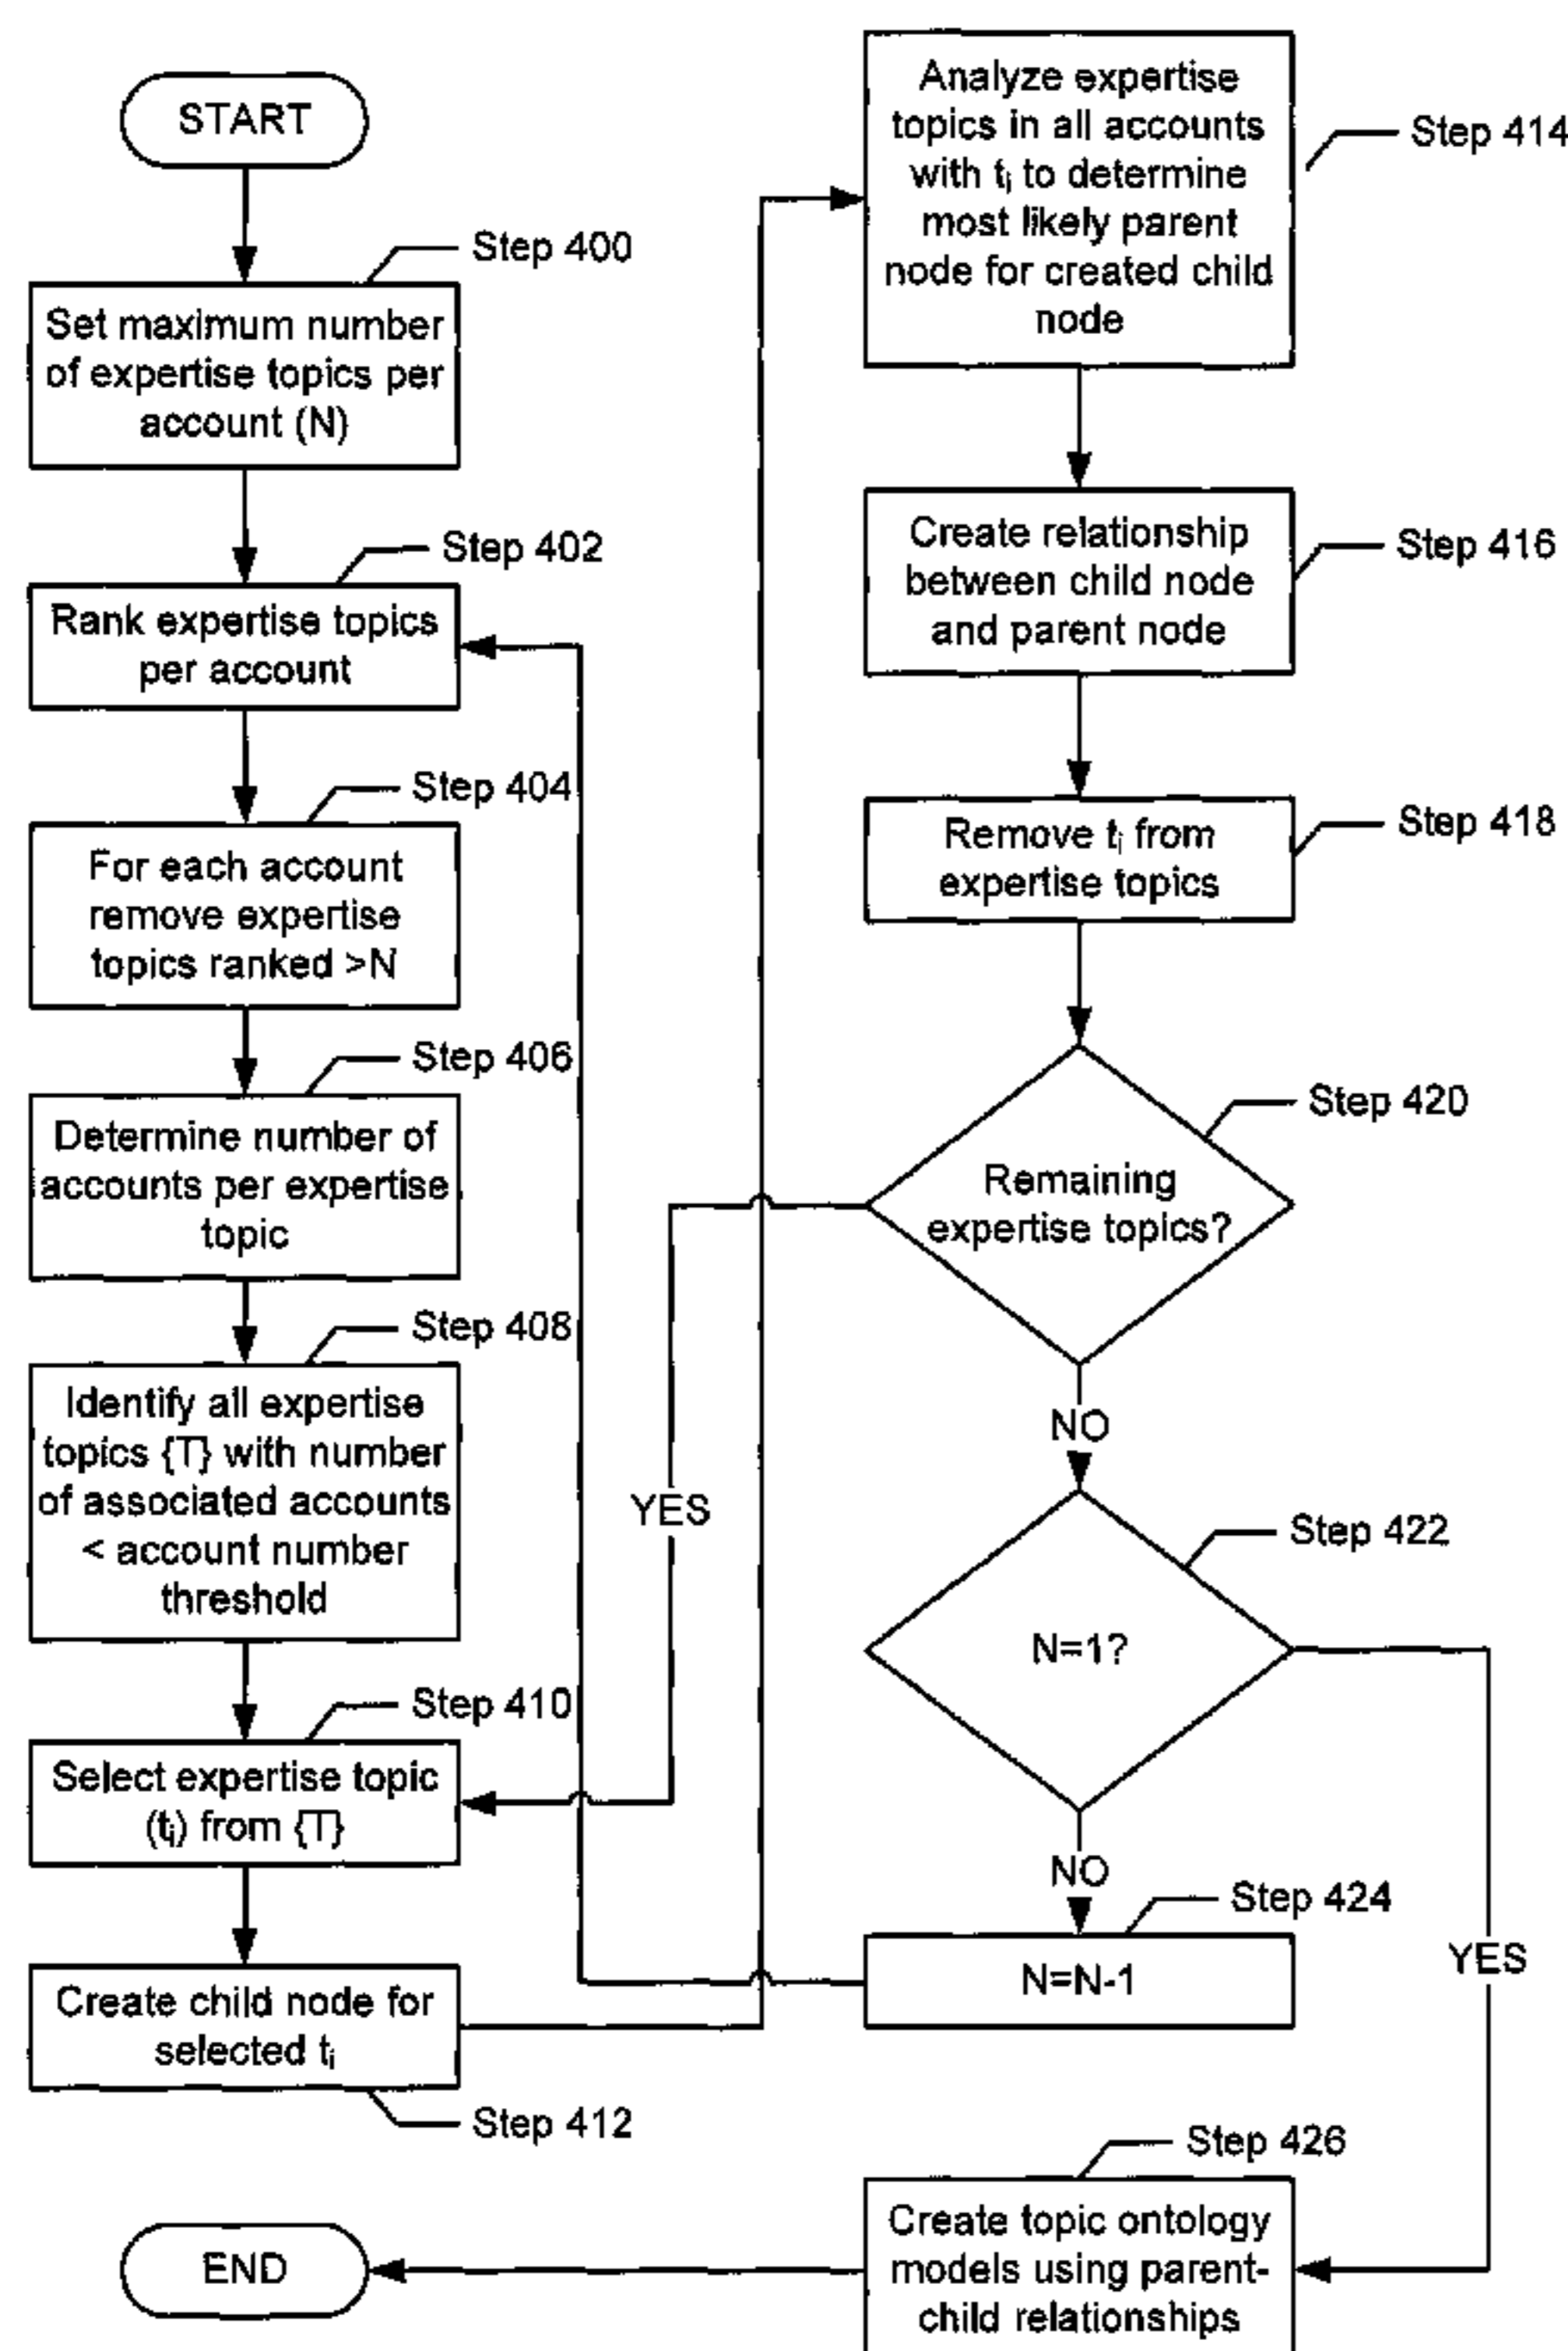 START
Step 400
Set maximum number
of expertise topics per
account (N)
Step 402
Rank expertise topics
per account
Step 404
For each account
remove expertise
topics ranked >N
Step 406
Determine number of
accounts per expertise
topic
Step 408
Identify all expertise
topics {T} with number
of associated accounts
< account number
threshold
Step 410
Select expertise topic
(ti) from {T}
Create child node for
selected ti
Step 412
Analyze expertise
topics in all accounts
with ti to determine
most likely parent
node for created child
node
Step 414
Create relationship
between child node
and parent node
Step 416
Remove ti from
expertise topics
Step 418
Step 420
Remaining
expertise topics?
YES
NO
Step 422
N=1?
NO
YES
Step 424
N=N-1
Step 426
Create topic ontology
models using parent-
child relationships
END